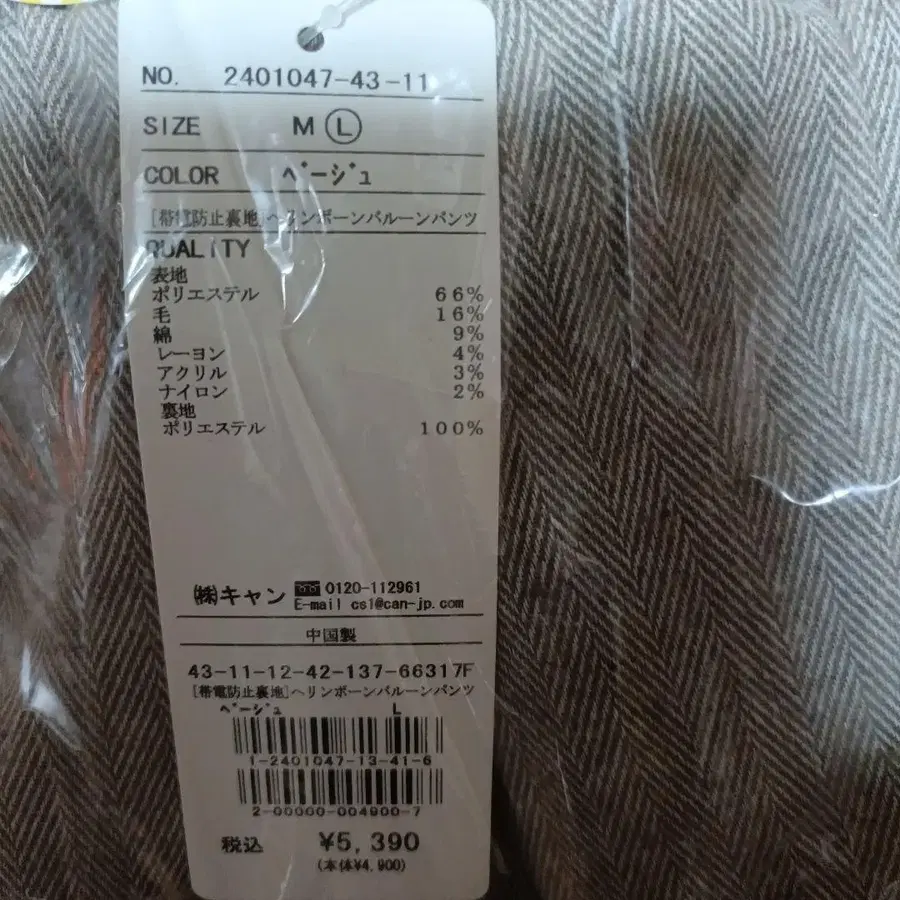 NO. 2401047-43-11
SIZE M Ⓛ
COLOR ベージュ
[帯電防止裏地]ヘリンボーンバルーンパンツ
QUALITY
表地
ポリエステル 66%
毛 16%
綿 9%
レーヨン 4%
アクリル 3%
ナイロン 2%
裏地
ポリエステル 100%
㈱キャン 0120-112961
E-mail cs1@can-jp.com
中国製
43-11-12-42-137-66317F
[帯電防止裏地]ヘリンボーンバルーンパンツ
ベージュ L
1-2401047-13-41-6
2-00000-004900-7
税込 ¥5,390
(本体¥4,900)